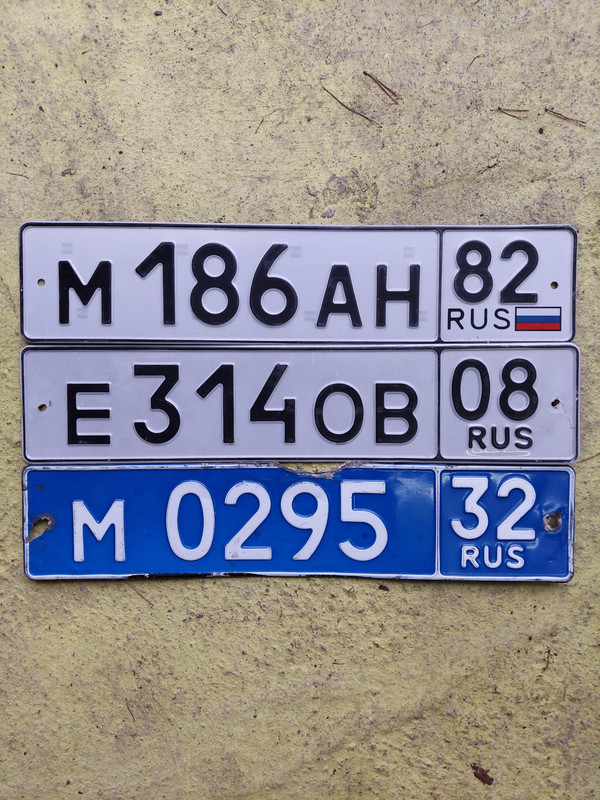 М 186 АН 82 RUS
Е 314 ОВ 08 RUS
М 0295 32 RUS